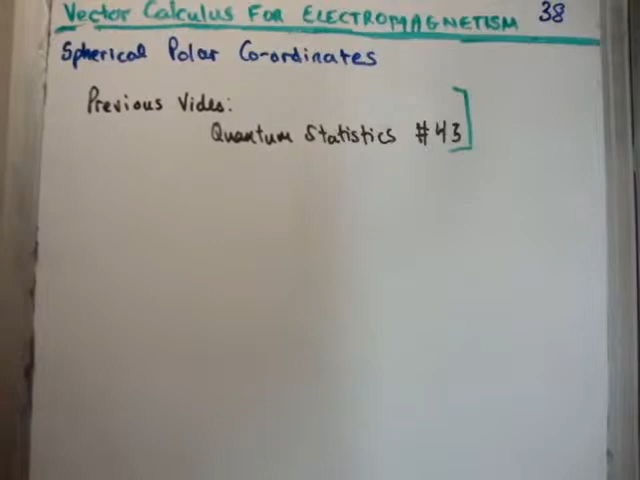 Vector Calculus FOR ELECTROMAGNETISM 38
Spherical Polar Co-ordinates
Previous Video:
Quantum Statistics #43